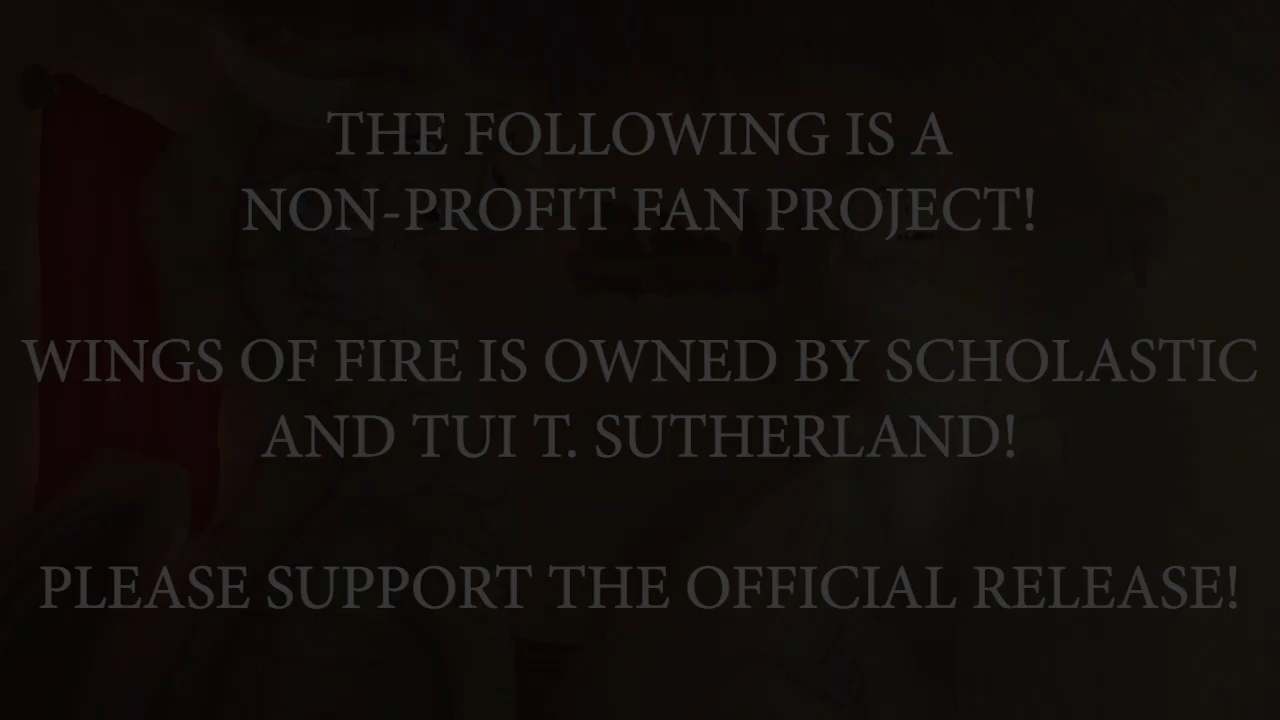 THE FOLLOWING IS A
NON-PROFIT FAN PROJECT!
WINGS OF FIRE IS OWNED BY SCHOLASTIC
AND TUI T. SUTHERLAND!
PLEASE SUPPORT THE OFFICIAL RELEASE!